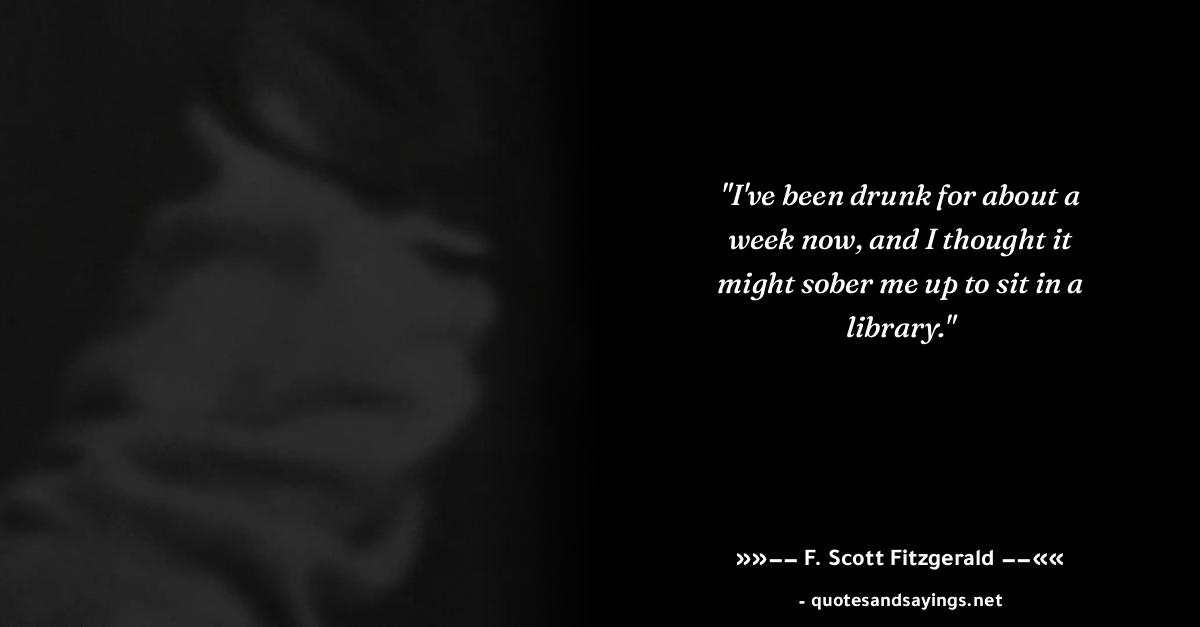 "I've been drunk for about a
week now, and I thought it
might sober me up to sit in a
library."
»»–– F. Scott Fitzgerald ––««
- quotesandsayings.net